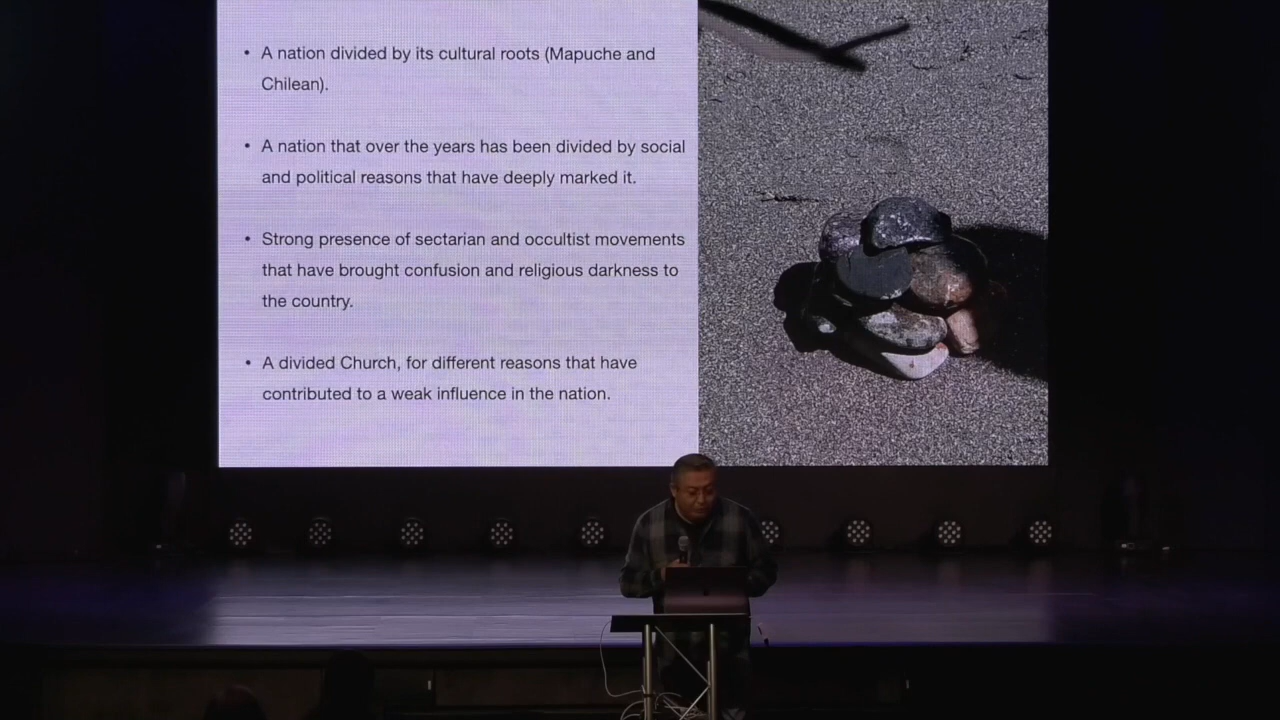 • A nation divided by its cultural roots (Mapuche and
Chilean).
• A nation that over the years has been divided by social
and political reasons that have deeply marked it.
• Strong presence of sectarian and occultist movements
that have brought confusion and religious darkness to
the country.
• A divided Church, for different reasons that have
contributed to a weak influence in the nation.